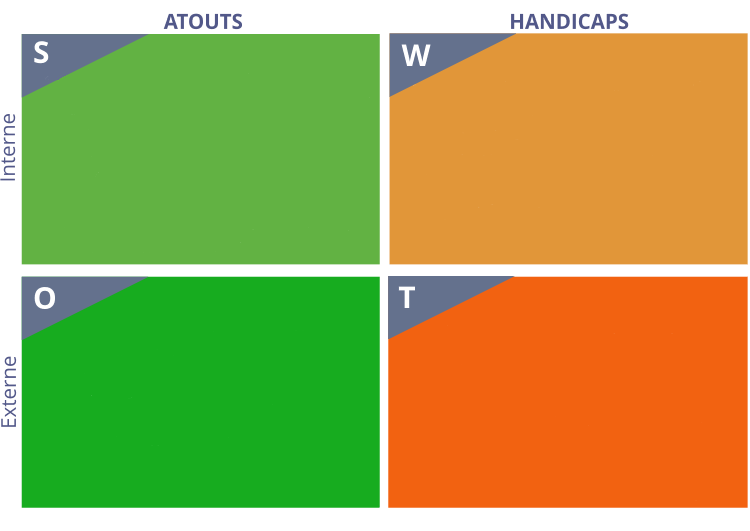 ATOUTS
HANDICAPS
Interne
S
W
Externe
O
T